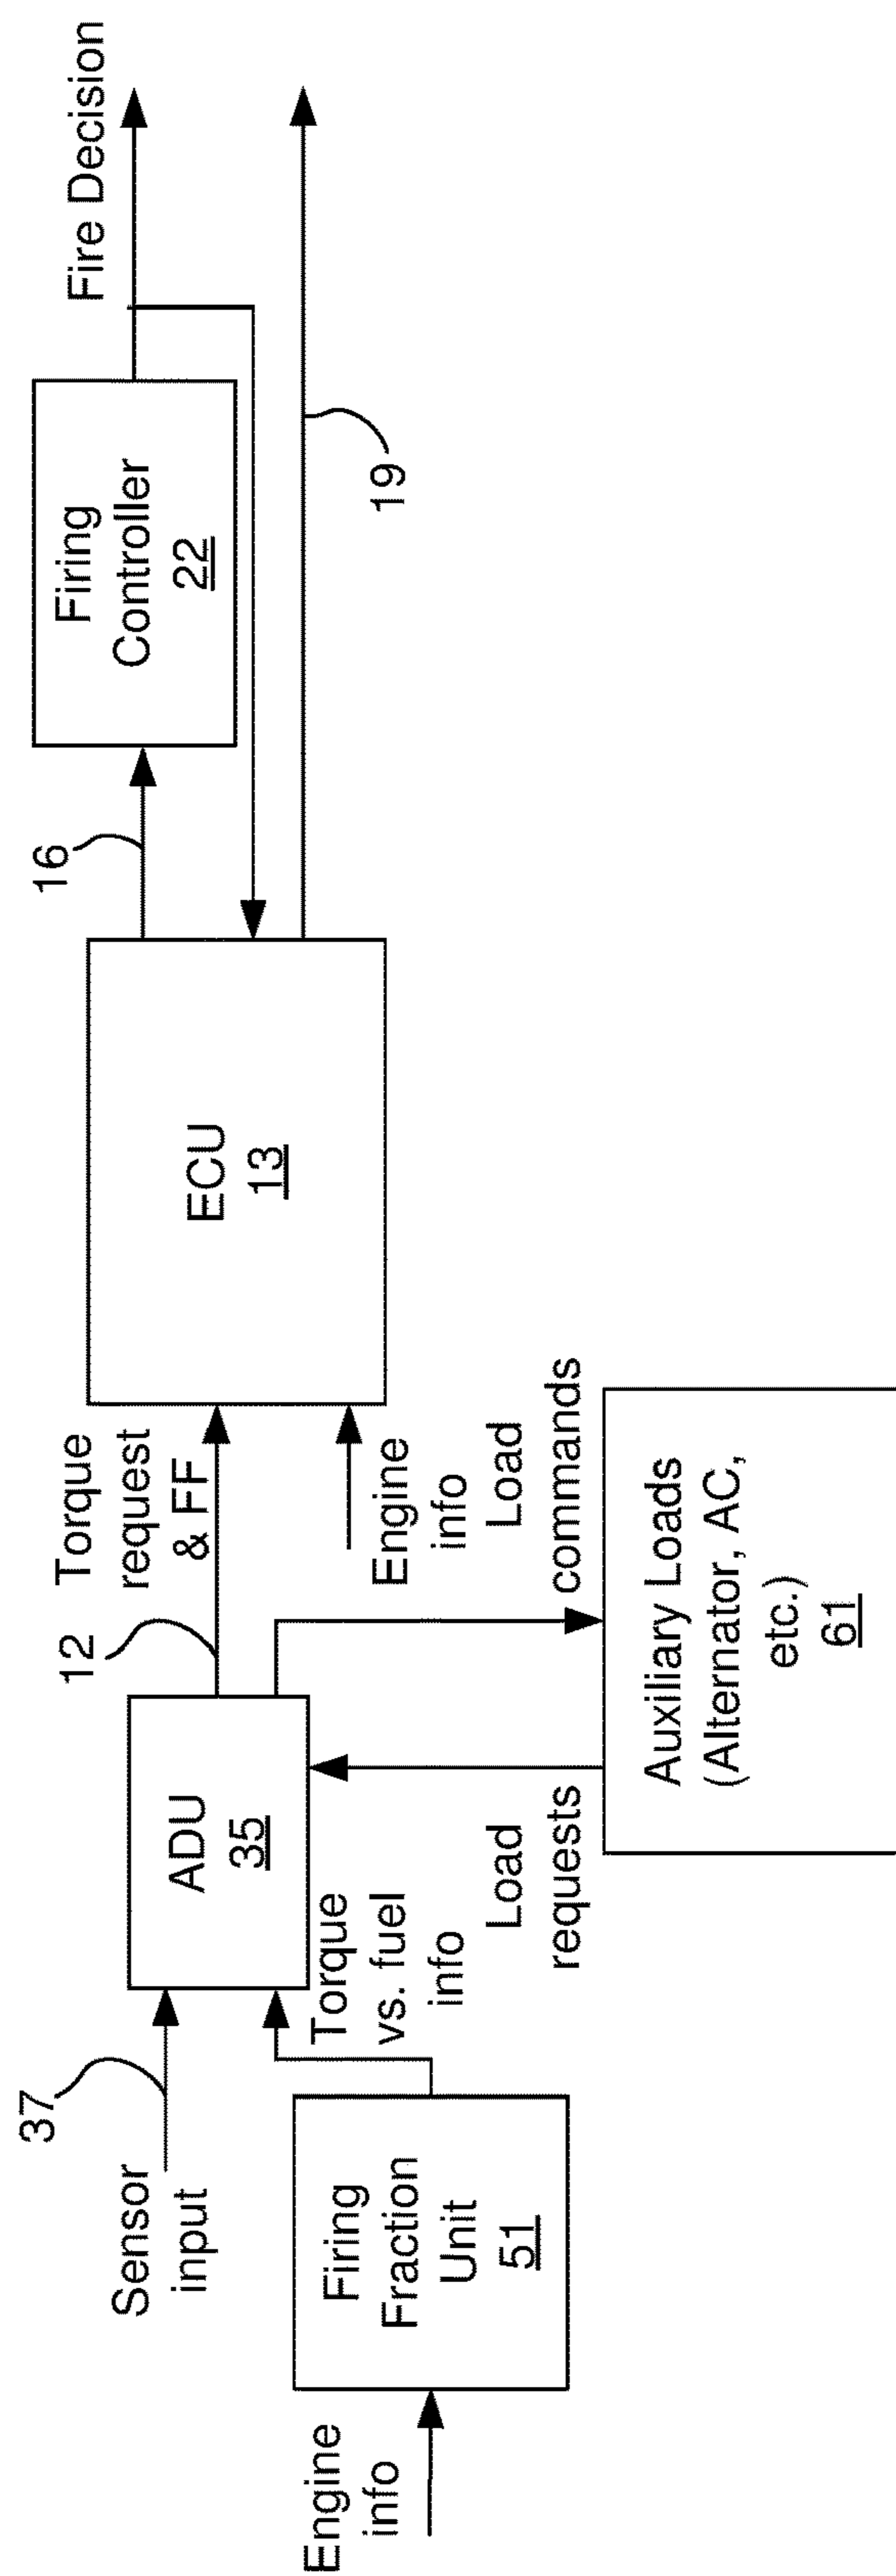 Engine
info
Firing
Fraction
Unit
51
Sensor
input
37
Torque
vs. fuel
info
ADU
35
Load
requests
Auxiliary Loads
(Alternator, AC,
etc.)
61
Load
commands
12
Torque
request
& FF
Engine
info
ECU
13
16
Firing
Controller
22
19
Fire Decision